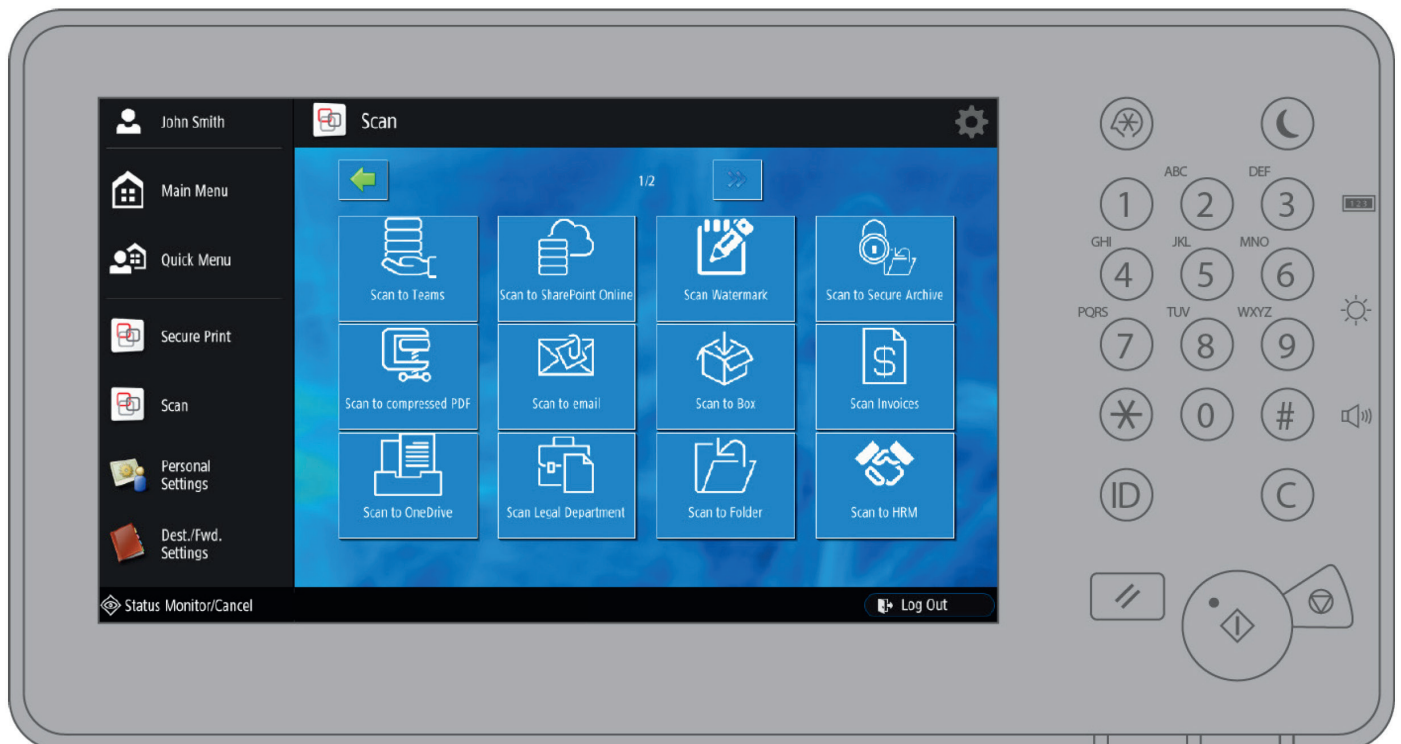 John Smith
Scan
Main Menu
1/2
Quick Menu
Scan to Teams
Scan to SharePoint Online
Scan Watermark
Scan to Secure Archive
Secure Print
Scan
Scan to compressed PDF
Scan to email
Scan to Box
Scan Invoices
Personal
Settings
Scan to OneDrive
Scan Legal Department
Scan to Folder
Scan to HRM
Dest./Fwd.
Settings
Status Monitor/Cancel
Log Out
ABC
DEF
1
2
3
123
GHI
JKL
MNO
4
5
6
PQRS
TUV
WXYZ
7
8
9
0
#
ID
C